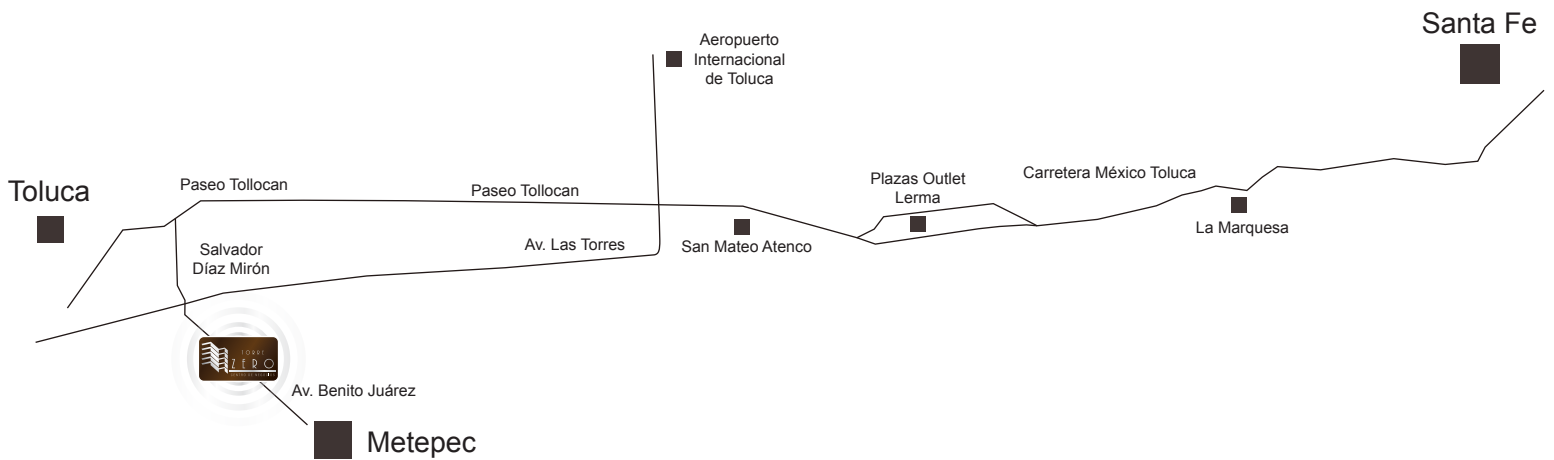 Santa Fe
Aeropuerto
Internacional
de Toluca
Toluca
Paseo Tollocan
Paseo Tollocan
Plazas Outlet
Lerma
Carretera México Toluca
La Marquesa
Salvador
Díaz Mirón
Av. Las Torres
San Mateo Atenco
TORRE
ZERO
Av. Benito Juárez
Metepec